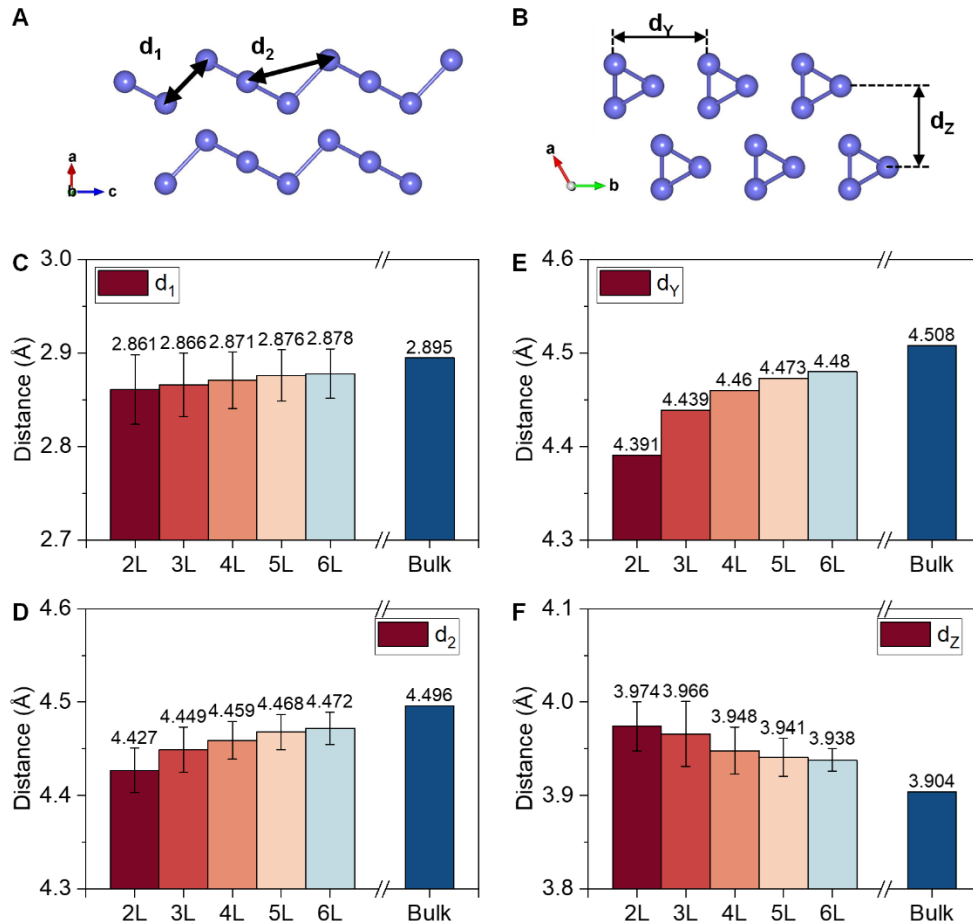 A
d₁
d₂
a
b
c
B
d_Y
d_Z
a
b
C
Distance (Å)
3.0
2.9
2.8
2.7
d₁
2.861
2.866
2.871
2.876
2.878
2.895
2L
3L
4L
5L
6L
Bulk
E
Distance (Å)
4.6
4.5
4.4
4.3
d_Y
4.391
4.439
4.46
4.473
4.48
4.508
2L
3L
4L
5L
6L
Bulk
D
Distance (Å)
4.6
4.5
4.4
4.3
d₂
4.427
4.449
4.459
4.468
4.472
4.496
2L
3L
4L
5L
6L
Bulk
F
Distance (Å)
4.1
4.0
3.9
3.8
d_Z
3.974
3.966
3.948
3.941
3.938
3.904
2L
3L
4L
5L
6L
Bulk